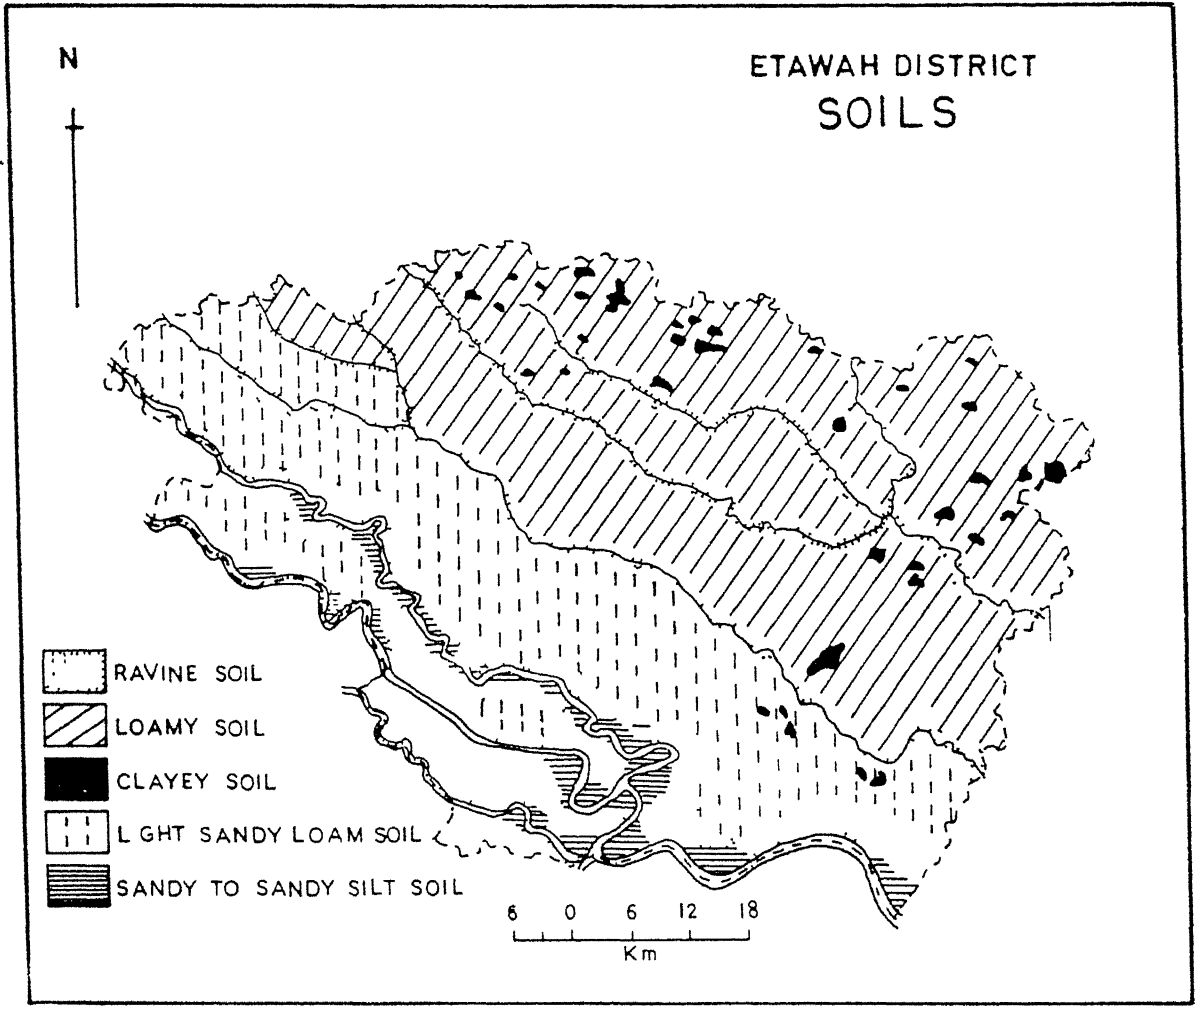 N
ETAWAH DISTRICT
SOILS
RAVINE SOIL
LOAMY SOIL
CLAYEY SOIL
L GHT SANDY LOAM SOIL
SANDY TO SANDY SILT SOIL
6 0 6 12 18
Km